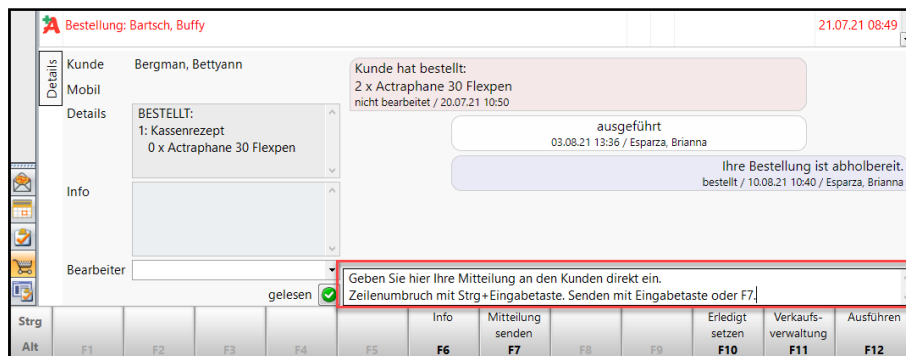 Bestellung: Bartsch, Buffy
21.07.21 08:49
Details
Kunde Bergman, Bettyann
Mobil
Details
BESTELLT:
1: Kassenrezept
0 x Actraphane 30 Flexpen
Info
Bearbeiter
gelesen
Kunde hat bestellt:
2 x Actraphane 30 Flexpen
nicht bearbeitet / 20.07.21 10:50
ausgeführt
03.08.21 13:36 / Esparza, Brianna
Ihre Bestellung ist abholbereit.
bestellt / 10.08.21 10:40 / Esparza, Brianna
Geben Sie hier Ihre Mitteilung an den Kunden direkt ein.
Zeilenumbruch mit Strg+Eingabetaste. Senden mit Eingabetaste oder F7.
Strg
Alt
F1
F2
F3
F4
F5
Info
F6
Mitteilung
senden
F7
F8
F9
Erledigt
setzen
F10
Verkaufs-
verwaltung
F11
Ausführen
F12